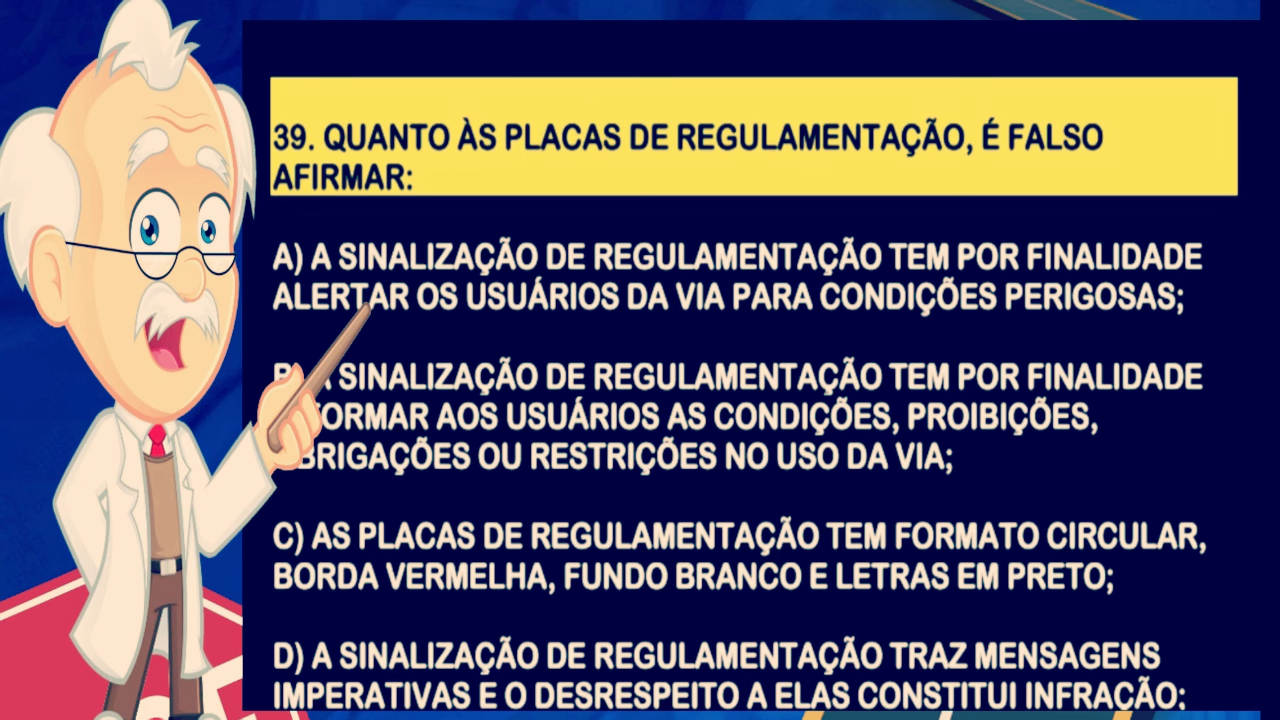 39. QUANTO ÀS PLACAS DE REGULAMENTAÇÃO, É FALSO
AFIRMAR:
A) A SINALIZAÇÃO DE REGULAMENTAÇÃO TEM POR FINALIDADE
ALERTAR OS USUÁRIOS DA VIA PARA CONDIÇÕES PERIGOSAS;
A SINALIZAÇÃO DE REGULAMENTAÇÃO TEM POR FINALIDADE
AOS USUÁRIOS AS CONDIÇÕES, PROIBIÇÕES,
OU RESTRIÇÕES NO USO DA VIA;
C) AS PLACAS DE REGULAMENTAÇÃO TEM FORMATO CIRCULAR,
BORDA VERMELHA, FUNDO BRANCO E LETRAS EM PRETO;
D) A SINALIZAÇÃO DE REGULAMENTAÇÃO TRAZ MENSAGENS
IMPERATIVAS E O DESRESPEITO A ELAS CONSTITUI INFRAÇÃO;